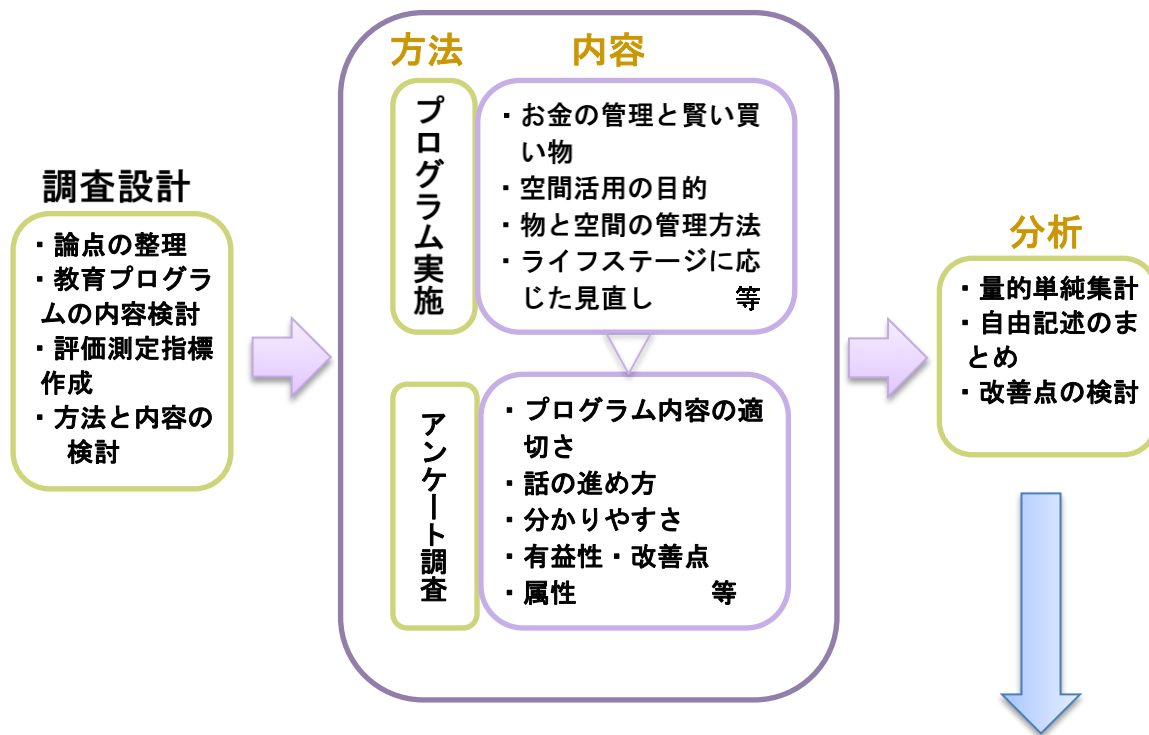 調査設計
・論点の整理
・教育プログラ
ムの内容検討
・評価測定指標
作成
・方法と内容の
検討
方法
内容
プログラム実施
・お金の管理と賢い買
い物
・空間活用の目的
・物と空間の管理方法
・ライフステージに応
じた見直し 等
アンケート調査
・プログラム内容の適
切さ
・話の進め方
・分かりやすさ
・有益性・改善点
・属性 等
分析
・量的単純集計
・自由記述のま
とめ
・改善点の検討